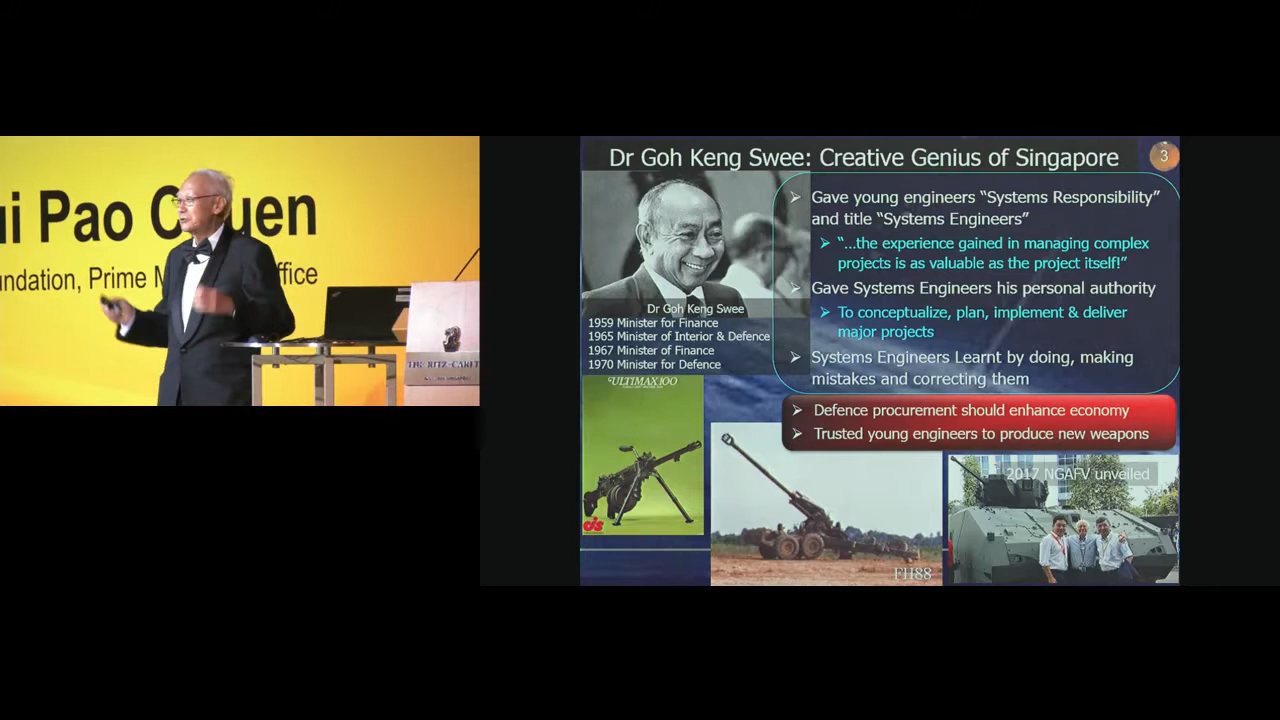 ui Pao C uen
undation, Prime M ffice
THE RITZ-CARLT
Dr Goh Keng Swee: Creative Genius of Singapore
3
Dr Goh Keng Swee
1959 Minister for Finance
1965 Minister of Interior & Defence
1967 Minister of Finance
1970 Minister for Defence
Gave young engineers “Systems Responsibility”
and title “Systems Engineers”
“...the experience gained in managing complex
projects is as valuable as the project itself!”
Gave Systems Engineers his personal authority
To conceptualize, plan, implement & deliver
major projects
Systems Engineers Learnt by doing, making
mistakes and correcting them
Defence procurement should enhance economy
Trusted young engineers to produce new weapons
ULTIMAX100
FH88
2017 NGAFV unveiled